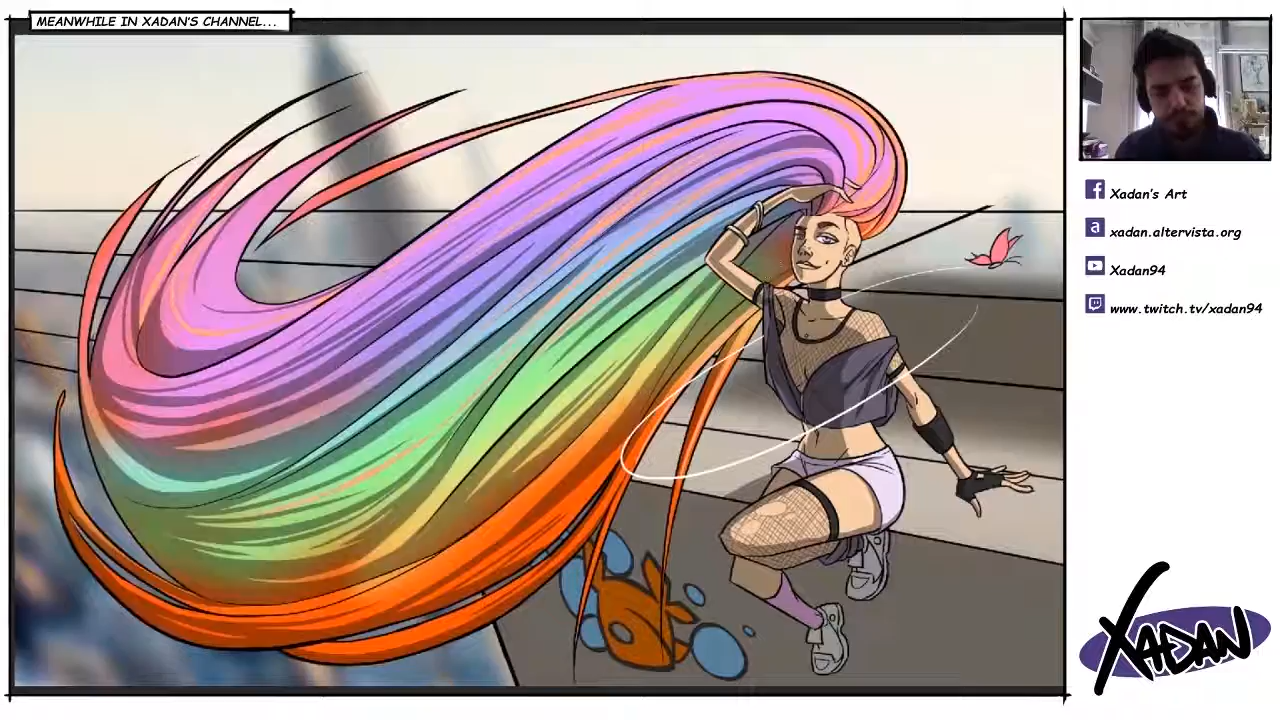 MEANWHILE IN XADAN'S CHANNEL...
Xadan's Art
xadan.altervista.org
Xadan94
www.twitch.tv/xadan94
XADAN